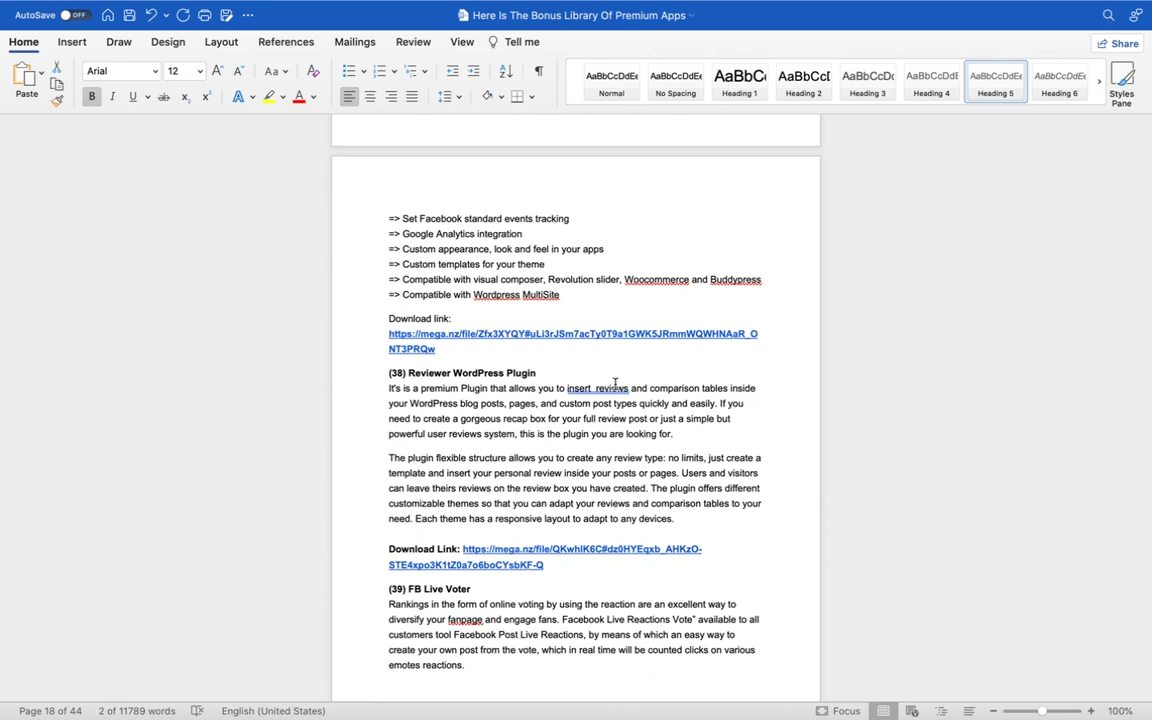 AutoSave OFF
Here Is The Bonus Library Of Premium Apps
Home Insert Draw Design Layout References Mailings Review View Tell me
Share
Paste
Arial
12
Aa
AaBbCcDdEe
Normal
AaBbCcDdEe
No Spacing
Heading 1
Heading 2
Heading 3
Heading 4
AaBbCcDdEe
Heading 5
Heading 6
Styles
Pane
=> Set Facebook standard events tracking
=> Google Analytics integration
=> Custom appearance, look and feel in your apps
=> Custom templates for your theme
=> Compatible with visual composer, Revolution slider, Woocommerce and Buddypress
=> Compatible with Wordpress MultiSite
Download link:
https://mega.nz/file/Zfx3XYQY#uLi3rJSm7acTy0T9a1GWK5JRmmWQWHNAaR_O
NT3PRQw
(38) Reviewer WordPress Plugin
It's is a premium Plugin that allows you to insert reviews and comparison tables inside
your WordPress blog posts, pages, and custom post types quickly and easily. If you
need to create a gorgeous recap box for your full review post or just a simple but
powerful user reviews system, this is the plugin you are looking for.
The plugin flexible structure allows you to create any review type: no limits, just create a
template and insert your personal review inside your posts or pages. Users and visitors
can leave theirs reviews on the review box you have created. The plugin offers different
customizable themes so that you can adapt your reviews and comparison tables to your
need. Each theme has a responsive layout to adapt to any devices.
Download Link: https://mega.nz/file/QKwhlK6C#dz0HYEqxb_AHKzO-
STE4xpo3K1tZ0a7o6boCYsbKF-Q
(39) FB Live Voter
Rankings in the form of online voting by using the reaction are an excellent way to
diversify your fanpage and engage fans. Facebook Live Reactions Vote" available to all
customers tool Facebook Post Live Reactions, by means of which an easy way to
create your own post from the vote, which in real time will be counted clicks on various
emotes reactions.
Page 18 of 44 2 of 11789 words English (United States) Focus 100%